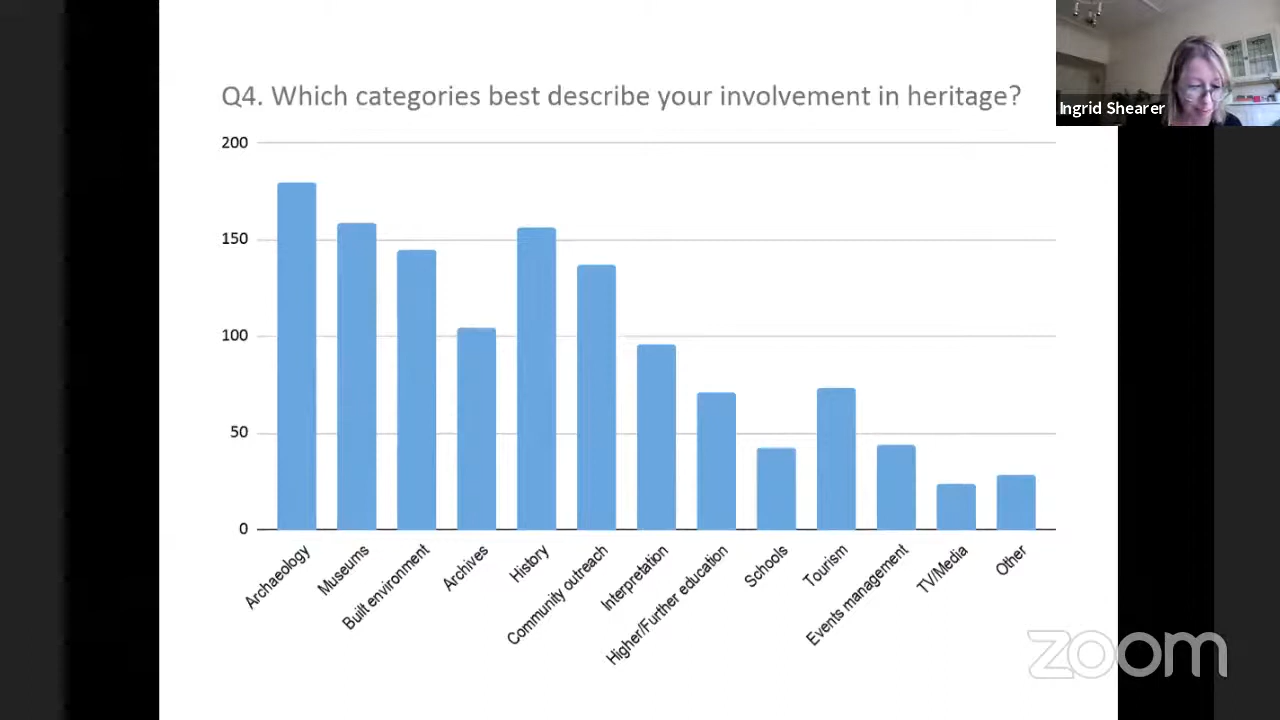 Q4. Which categories best describe your involvement in heritage?
Ingrid Shearer
200
150
100
50
0
Archaeology
Museums
Built environment
Archives
History
Community outreach
Interpretation
Higher/Further education
Schools
Tourism
Events management
TV/Media
Other
zoom